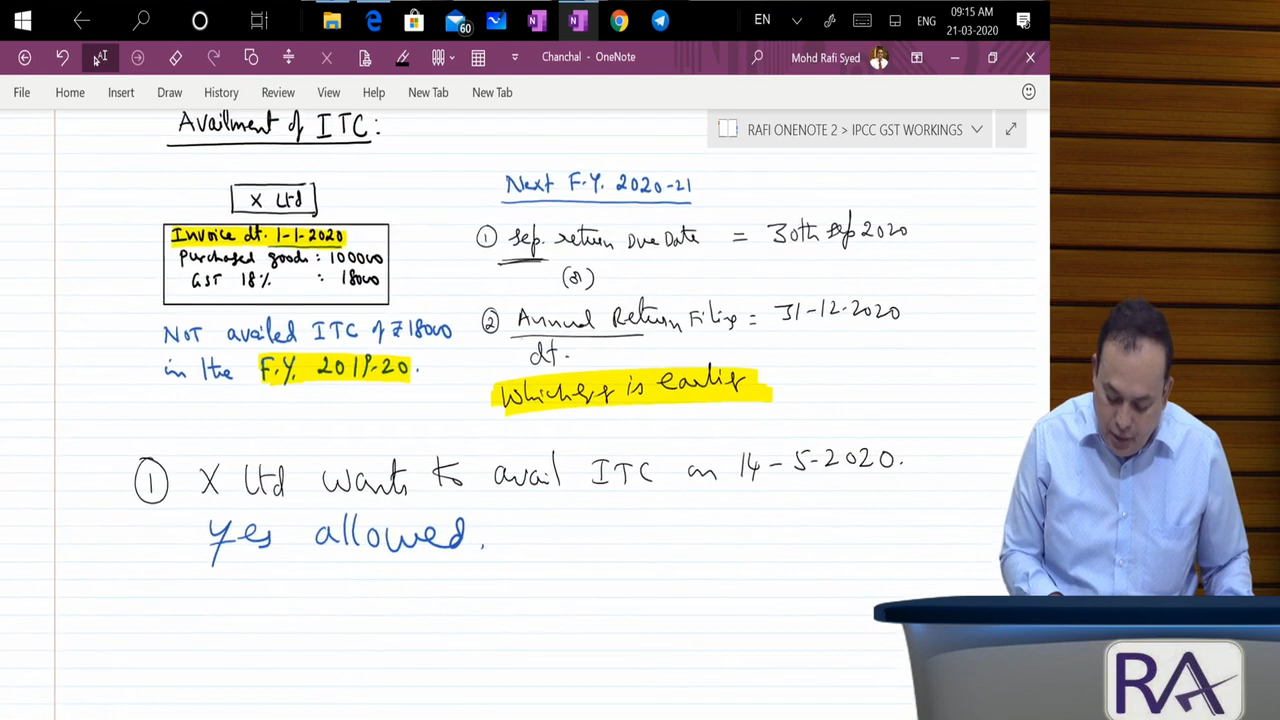 EN
ENG
09:15 AM
21-03-2020
60
Chanchal - OneNote
Mohd Rafi Syed
File Home Insert Draw History Review View Help New Tab New Tab
RAFI ONENOTE 2 > IPCC GST WORKINGS
Availment of ITC:
X Ltd
Invoice dt. 1-1-2020
Purchased goods : 100000
GST 18% : 18000
NOT availed ITC of ₹18000
in the F.Y. 2019-20.
Next F.Y. 2020-21
① Sep. return Due Date = 30th Sep 2020
(or)
② Annual Return Filing = 31-12-2020
dt.
Whichever is earlier
① X Ltd wants to avail ITC on 14-5-2020.
Yes allowed.
RA